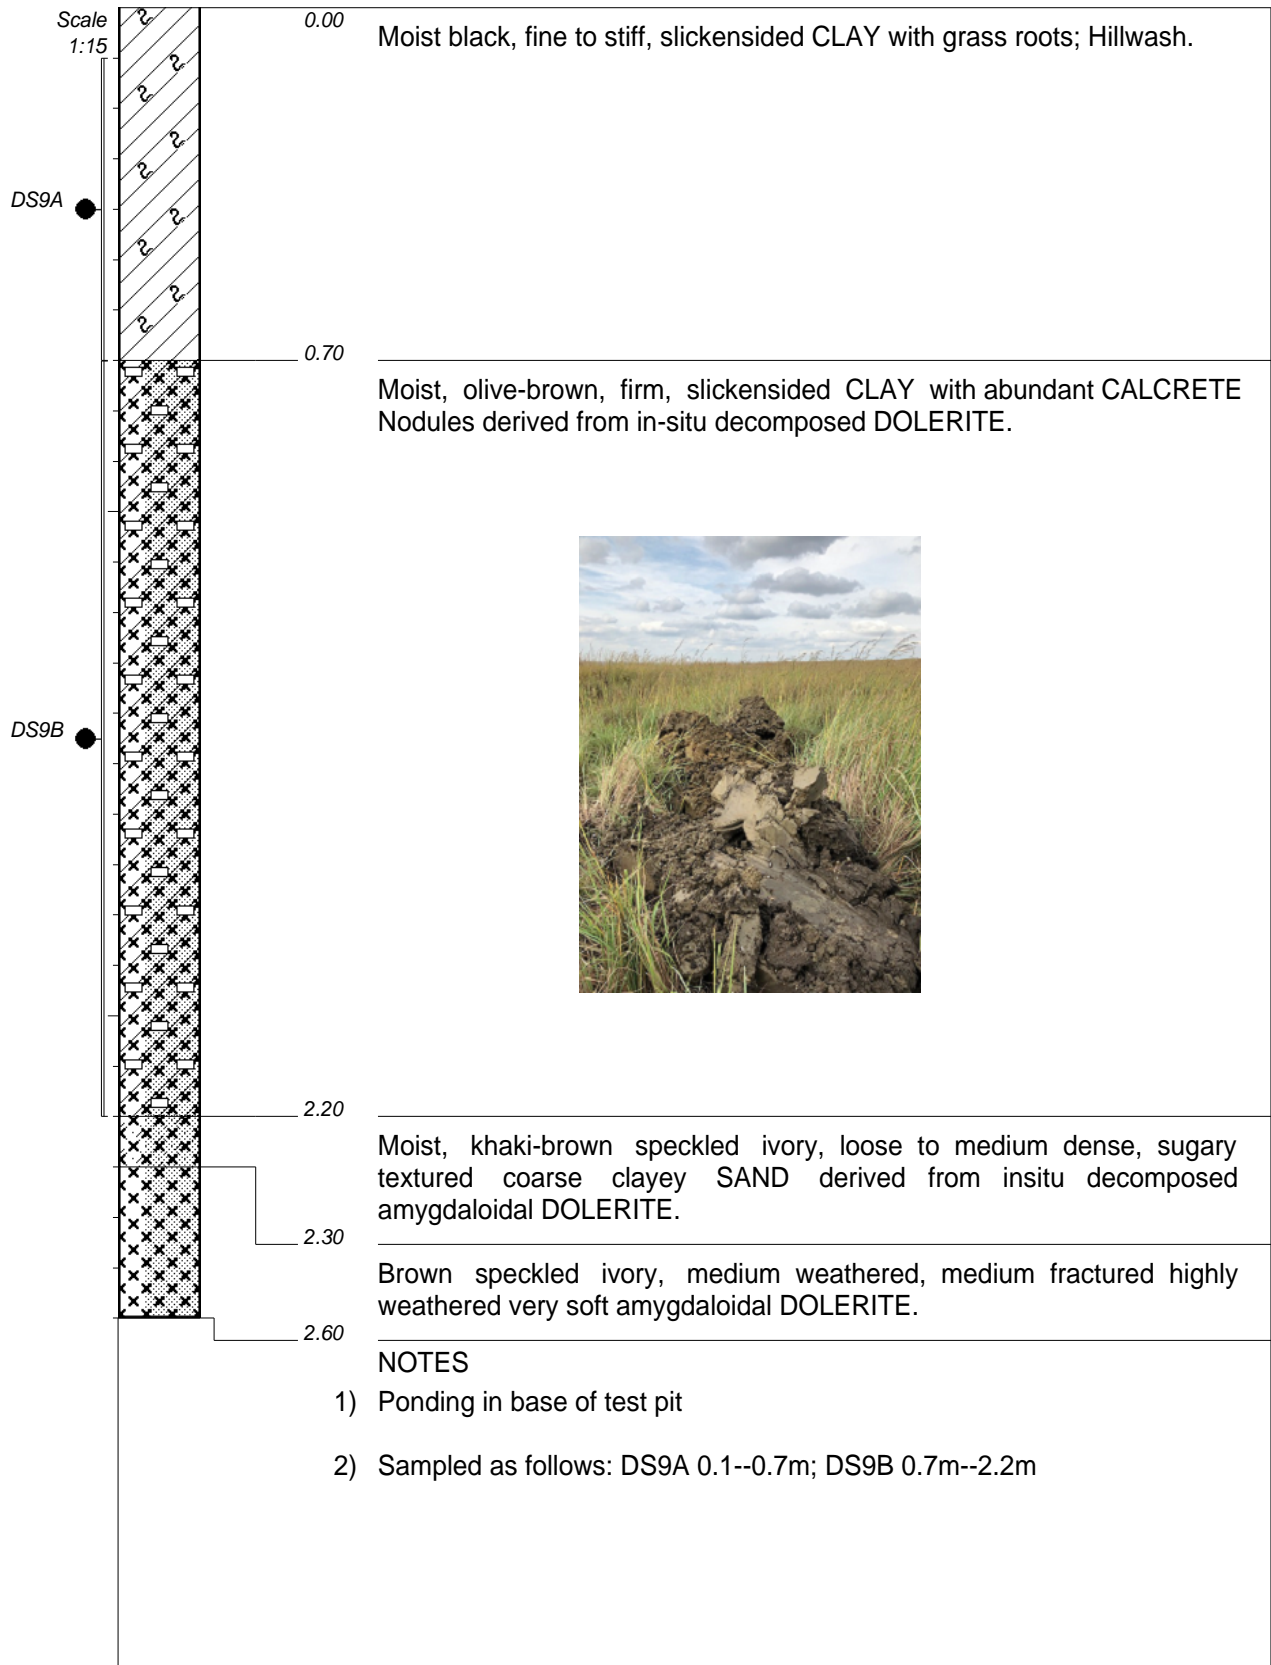 Scale
1:15
0.00
Moist black, fine to stiff, slickensided CLAY with grass roots; Hillwash.
DS9A
0.70
Moist, olive-brown, firm, slickensided CLAY with abundant CALCRETE
Nodules derived from in-situ decomposed DOLERITE.
DS9B
2.20
Moist, khaki-brown speckled ivory, loose to medium dense, sugary
textured coarse clayey SAND derived from insitu decomposed
amygdaloidal DOLERITE.
2.30
Brown speckled ivory, medium weathered, medium fractured highly
weathered very soft amygdaloidal DOLERITE.
2.60
NOTES
1) Ponding in base of test pit
2) Sampled as follows: DS9A 0.1--0.7m; DS9B 0.7m--2.2m